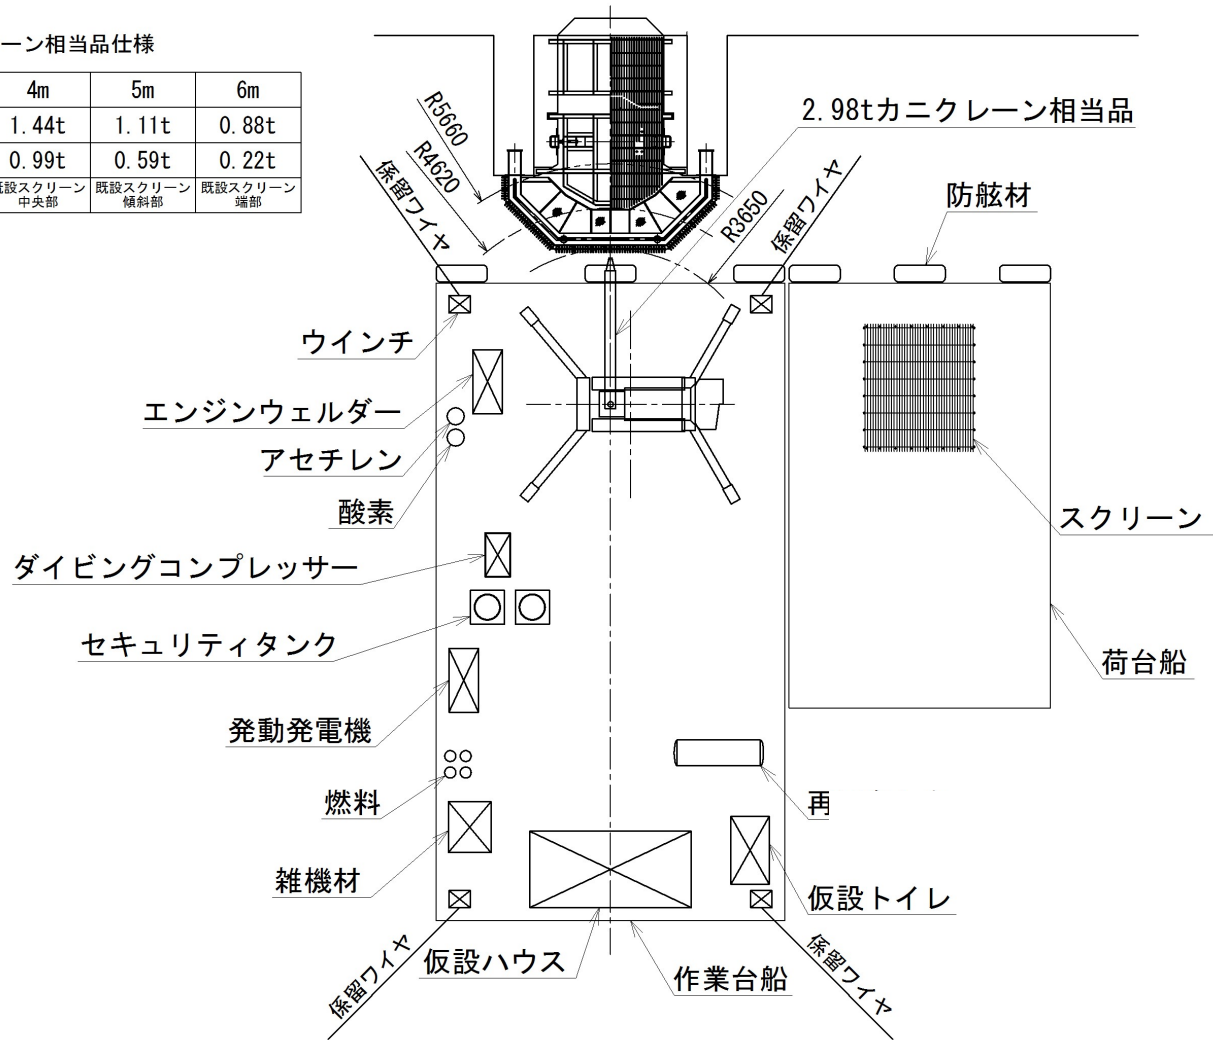 ーン相当品仕様
4m 5m 6m
1.44t 1.11t 0.88t
0.99t 0.59t 0.22t
既設スクリーン 既設スクリーン 既設スクリーン
中央部 傾斜部 端部
R5660
R4620
R3650
2.98tカニクレーン相当品
係留ワイヤ
係留ワイヤ
防舷材
ウインチ
エンジンウェルダー
アセチレン
酸素
スクリーン
ダイビングコンプレッサー
セキュリティタンク
荷台船
発動発電機
燃料
再
雑機材
仮設トイレ
仮設ハウス
作業台船
係留ワイヤ
係留ワイヤ